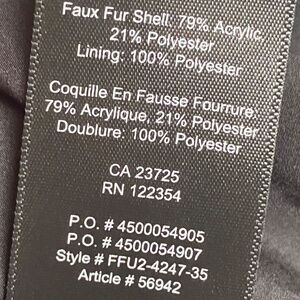 Faux Fur Shell: 79% Acrylic,
21% Polyester
Lining: 100% Polyester
Coquille En Fausse Fourrure:
79% Acrylique, 21% Polyester
Doublure: 100% Polyester
CA 23725
RN 122354
P.O. # 4500054905
P.O. # 4500054907
Style # FFU2-4247-35
Article # 56942